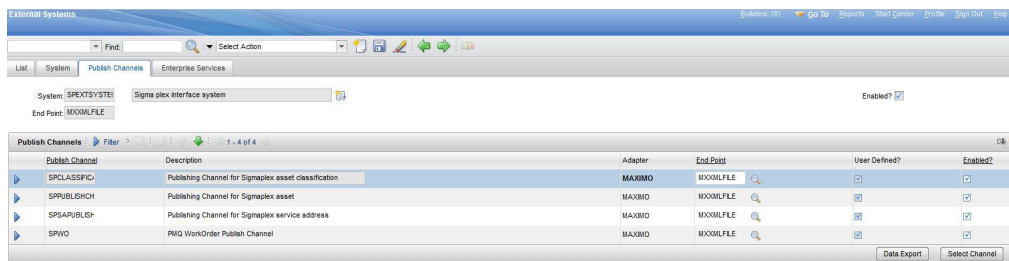 External Systems Bulletins: (0) Go To Reports Start Center Profile Sign Out Help
Find: Select Action
List System Publish Channels Enterprise Services
System: SPEXTSYSTEI Sigma plex interface system Enabled?
End Point: MXXMLFILE
Publish Channels Filter 1 - 4 of 4
Publish Channel Description Adapter End Point User Defined? Enabled?
SPCLASSIFIC/ Publishing Channel for Sigmaplex asset classification MAXIMO MXXMLFILE
SPPUBLISHCH Publishing Channel for Sigmaplex asset MAXIMO MXXMLFILE
SPSAPUBLISH Publishing Channel for Sigmaplex service address MAXIMO MXXMLFILE
SPWO PMQ WorkOrder Publish Channel MAXIMO MXXMLFILE
Data Export Select Channel